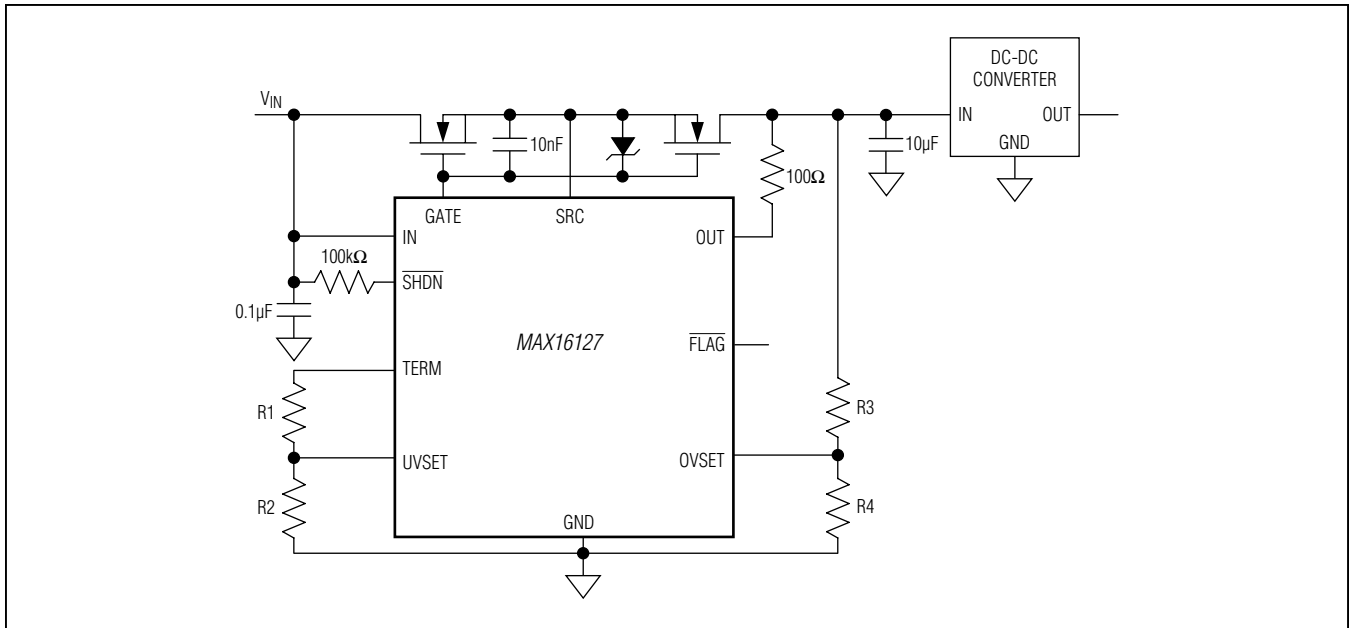 DC-DC
CONVERTER
IN
OUT
GND
VIN
10nF
10µF
100Ω
GATE
SRC
IN
OUT
100kΩ
SHDN
0.1µF
MAX16127
FLAG
TERM
R1
R3
UVSET
OVSET
R2
R4
GND